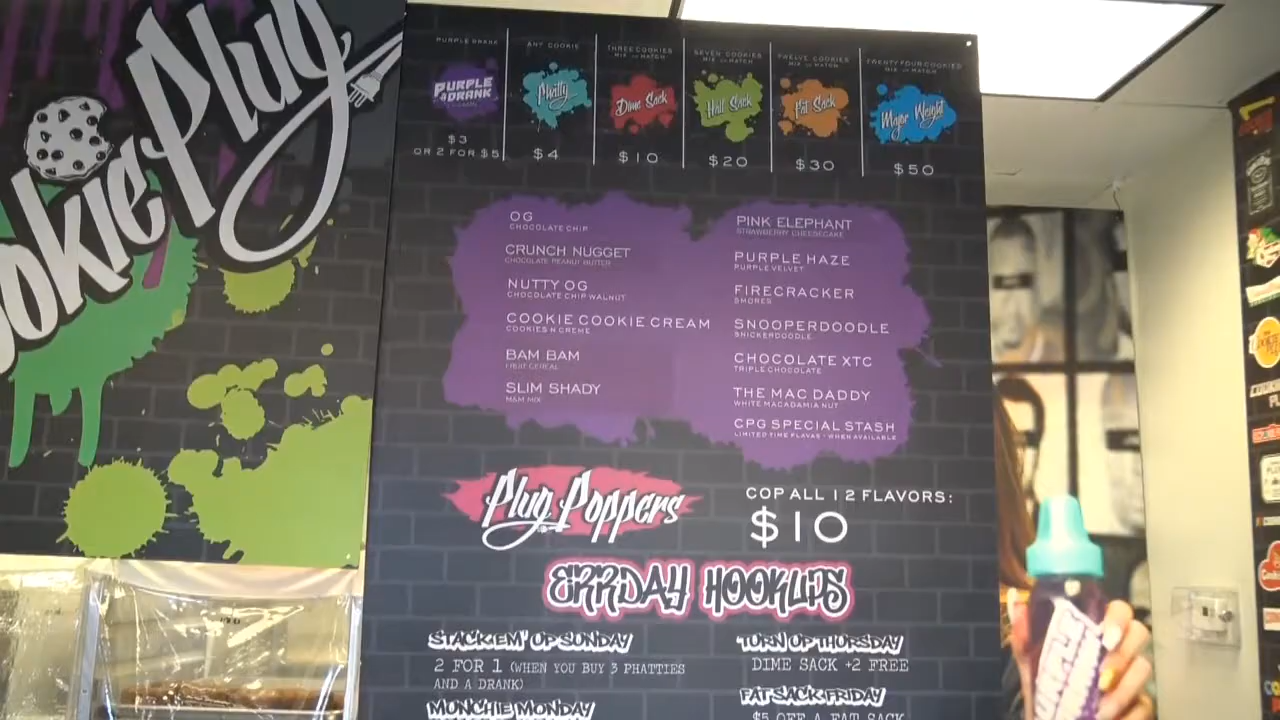 Cookie Plug
PURPLE DRANK
PURPLE DRANK
$3
OR 2 FOR $5
ANY COOKIE
Phatty
$4
THREE COOKIES
MIX OR MATCH
Dime Sack
$10
SEVEN COOKIES
MIX OR MATCH
Half Sack
$20
TWELVE COOKIES
MIX OR MATCH
Fat Sack
$30
TWENTY FOUR COOKIES
MIX OR MATCH
Major Weight
$50
OG
CHOCOLATE CHIP
CRUNCH NUGGET
CHOCOLATE PEANUT BUTTER
NUTTY OG
CHOCOLATE CHIP WALNUT
COOKIE COOKIE CREAM
COOKIES N CREME
BAM BAM
FRUIT CEREAL
SLIM SHADY
M&M MIX
PINK ELEPHANT
STRAWBERRY CHEESECAKE
PURPLE HAZE
PURPLE VELVET
FIRECRACKER
SMORES
SNOOPERDOODLE
SNICKERDOODLE
CHOCOLATE XTC
TRIPLE CHOCOLATE
THE MAC DADDY
WHITE MACADAMIA NUT
CPG SPECIAL STASH
LIMITED TIME FLAVAS - WHEN AVAILABLE
Plug Poppers
COP ALL 12 FLAVORS:
$10
ERRDAY HOOKUPS
STACK'EM' UP SUNDAY
2 FOR 1 (WHEN YOU BUY 3 PHATTIES
AND A DRANK)
MUNCHIE MONDAY
TURN UP THURSDAY
DIME SACK +2 FREE
FAT SACK FRIDAY
$5 OFF A FAT SACK